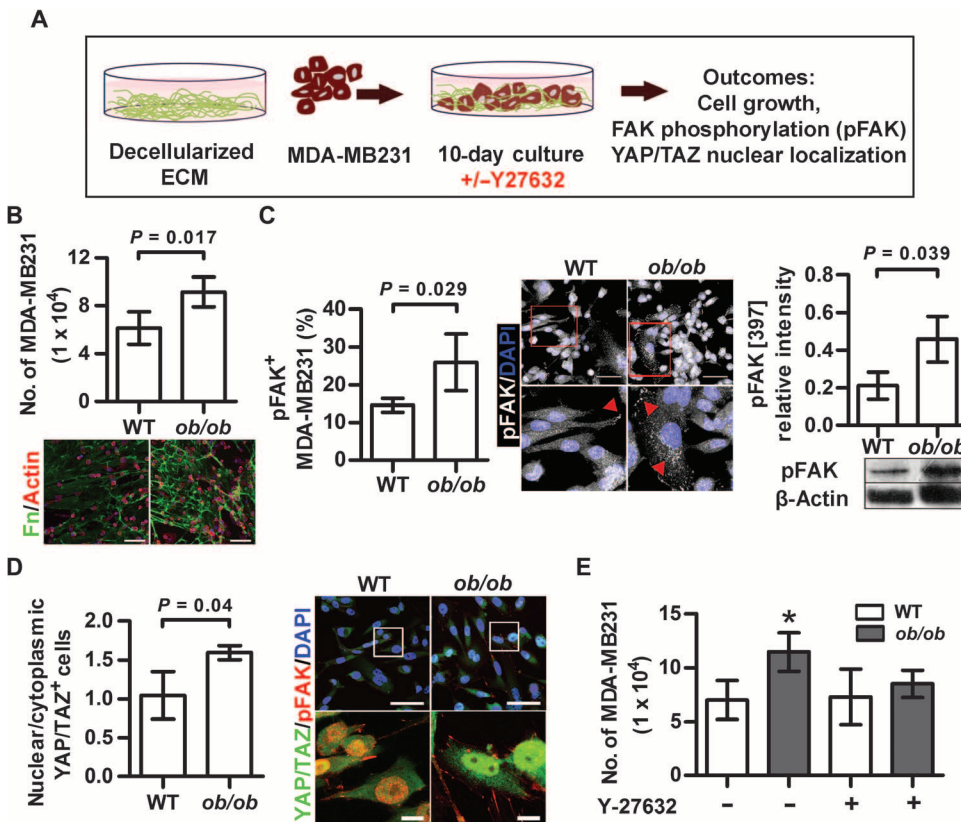 A
Decellularized
ECM
MDA-MB231
10-day culture
+/–Y27632
Outcomes:
Cell growth,
FAK phosphorylation (pFAK)
YAP/TAZ nuclear localization
B
P = 0.017
No. of MDA-MB231
(1 x 10⁴)
12
9
6
3
0
WT
ob/ob
Fn/Actin
C
P = 0.029
pFAK⁺
MDA-MB231 (%)
40
30
20
10
0
WT
ob/ob
WT
ob/ob
pFAK/DAPI
P = 0.039
pFAK [397]
relative intensity
0.8
0.6
0.4
0.2
0.0
WT
ob/ob
pFAK
β-Actin
D
P = 0.04
Nuclear/cytoplasmic
YAP/TAZ⁺ cells
2.0
1.5
1.0
0.5
0.0
WT
ob/ob
WT
ob/ob
YAP/TAZ/pFAK/DAPI
E
WT
ob/ob
*
No. of MDA-MB231
(1 x 10⁴)
15
10
5
0
Y-27632
–
–
+
+